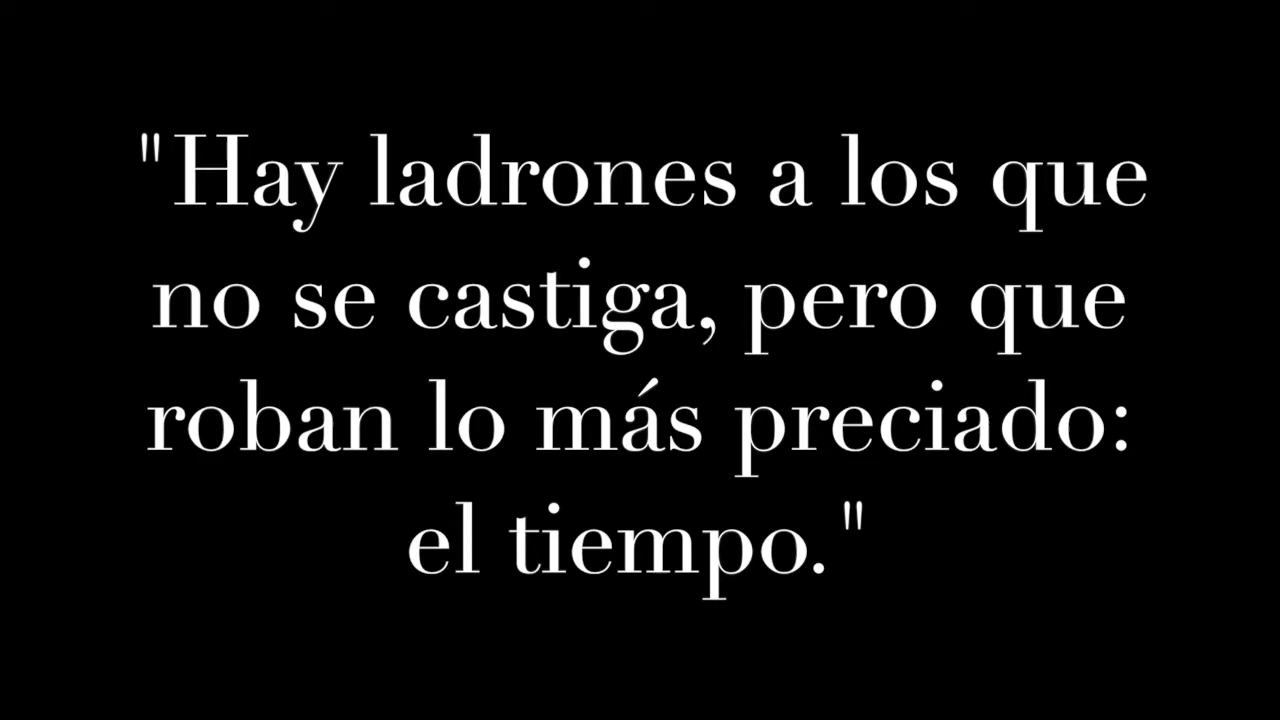 "Hay ladrones a los que
no se castiga, pero que
roban lo más preciado:
el tiempo."